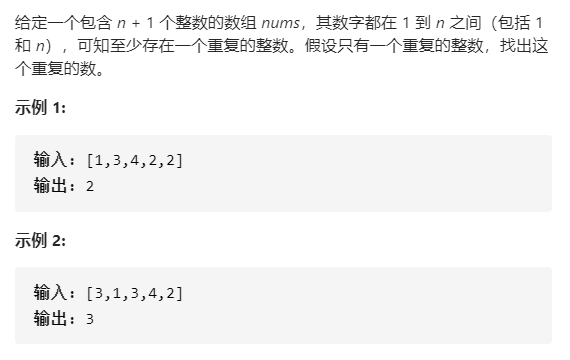 给定一个包含 n + 1 个整数的数组 nums，其数字都在 1 到 n 之间（包括 1
和 n），可知至少存在一个重复的整数。假设只有一个重复的整数，找出这
个重复的数。
示例 1:
输入：[1,3,4,2,2]
输出：2
示例 2:
输入：[3,1,3,4,2]
输出：3